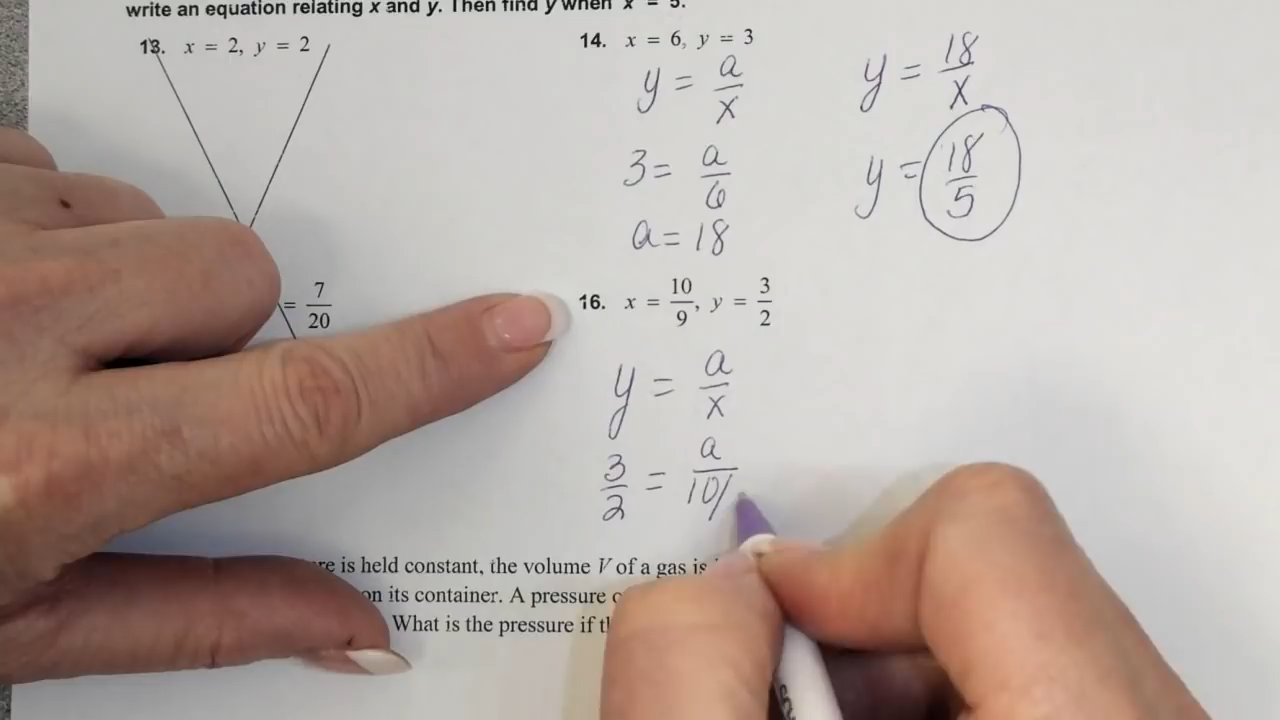 write an equation relating x and y. Then find y when x = 5.
13. x = 2, y = 2
14. x = 6, y = 3
y = a/x
3 = a/6
a = 18
y = 18/x
y = 18/5
= 7/20
16. x = 10/9, y = 3/2
y = a/x
3/2 = a/10/
is held constant, the volume V of a gas is
on its container. A pressure
What is the pressure if